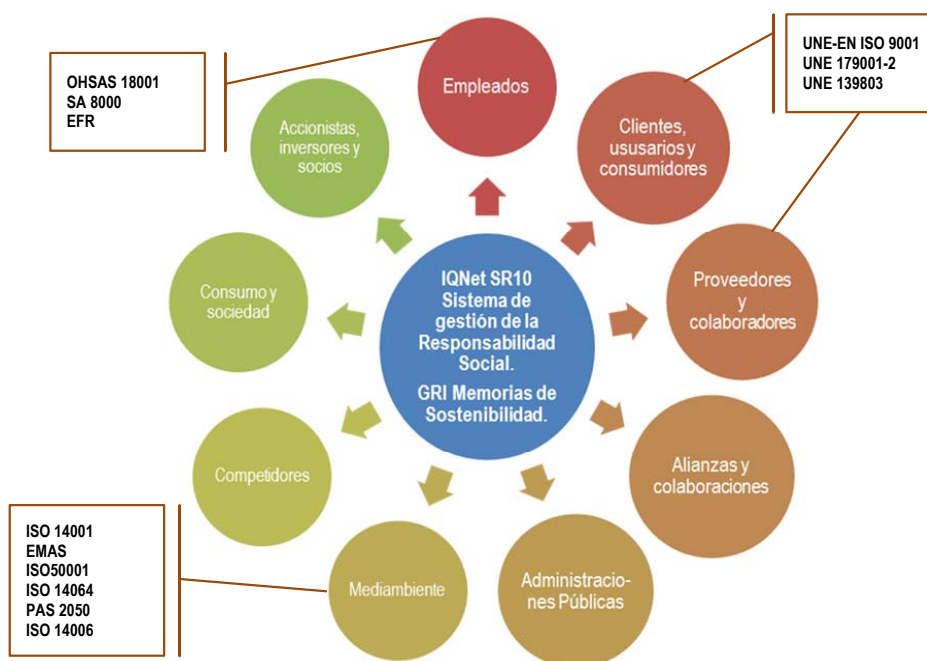 OHSAS 18001
SA 8000
EFR
Empleados
UNE-EN ISO 9001
UNE 179001-2
UNE 139803
Accionistas,
inversores y
socios
Clientes,
ususarios y
consumidores
Consumo y
sociedad
IQNet SR10
Sistema de
gestión de la
Responsabilidad
Social.
GRI Memorias de
Sostenibilidad.
Proveedores
y
colaboradores
Competidores
Alianzas y
colaboraciones
ISO 14001
EMAS
ISO50001
ISO 14064
PAS 2050
ISO 14006
Mediambiente
Administracio-
nes Públicas